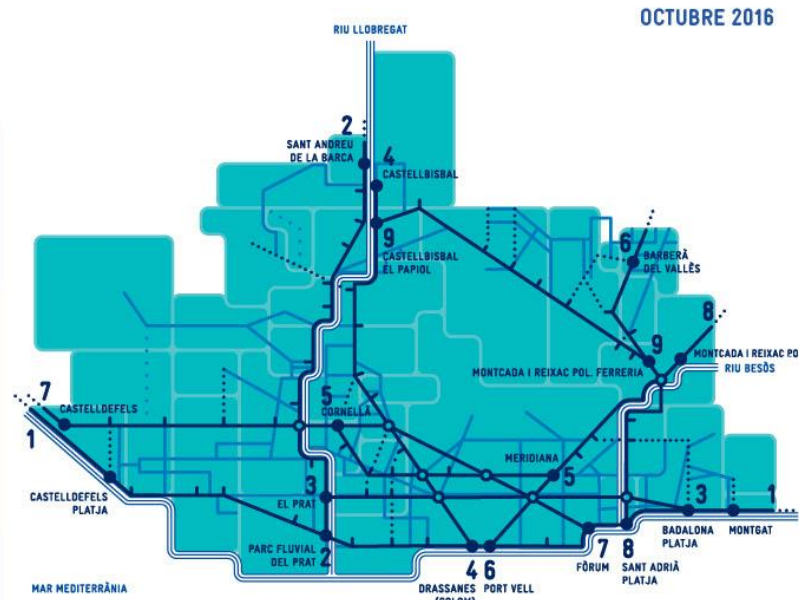 OCTUBRE 2016
RIU LLOBREGAT
2
SANT ANDREU
DE LA BARCA
4
CASTELLBISBAL
9
CASTELLBISBAL
EL PAPIOL
6
BARBERÀ
DEL VALLÈS
8
9
MONTCADA I REIXAC PO
MONTCADA I REIXAC POL. FERRERIA
RIU BESÒS
7
CASTELLDEFELS
1
5
CORNELLÀ
MERIDIANA
5
CASTELLDEFELS
PLATJA
3
EL PRAT
3
1
BADALONA
PLATJA
MONTGAT
PARC FLUVIAL
DEL PRAT
2
7
FÒRUM
8
SANT ADRIÀ
PLATJA
4
DRASSANES
(COLOM)
6
PORT VELL
MAR MEDITERRÀNIA